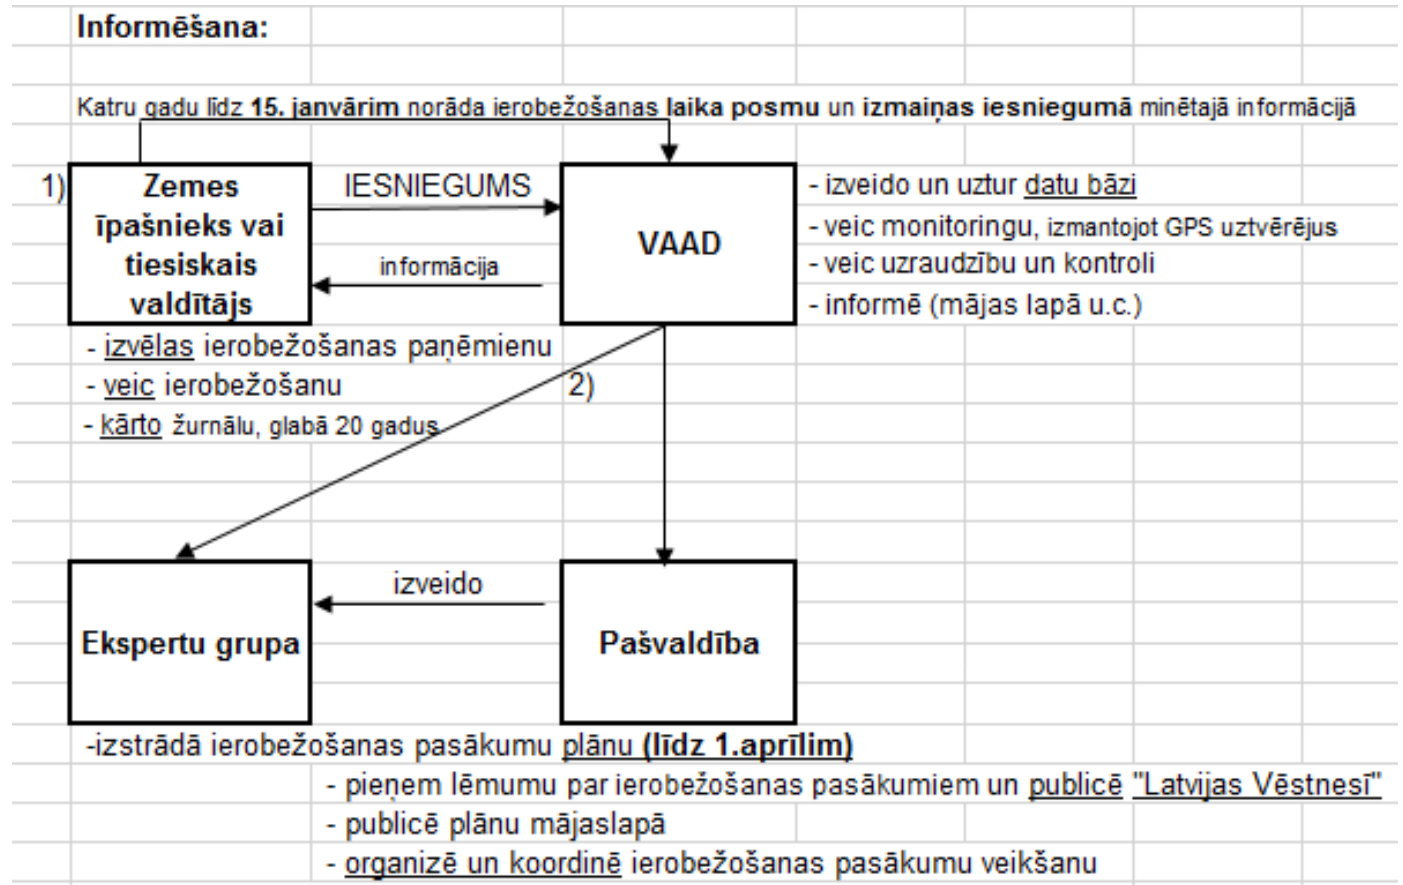 Informēšana:
Katru gadu līdz 15. janvārim norāda ierobežošanas laika posmu un izmaiņas iesniegumā minētajā informācijā
1)
Zemes
īpašnieks vai
tiesiskais
valdītājs
IESNIEGUMS
informācija
VAAD
- izveido un uztur datu bāzi
- veic monitoringu, izmantojot GPS uztvērējus
- veic uzraudzību un kontroli
- informē (mājas lapā u.c.)
- izvēlas ierobežošanas paņēmienu
- veic ierobežošanu
- kārto žurnālu, glabā 20 gadus
2)
Ekspertu grupa
izveido
Pašvaldība
-izstrādā ierobežošanas pasākumu plānu (līdz 1.aprīlim)
- pieņem lēmumu par ierobežošanas pasākumiem un publicē "Latvijas Vēstnesī"
- publicē plānu mājaslapā
- organizē un koordinē ierobežošanas pasākumu veikšanu